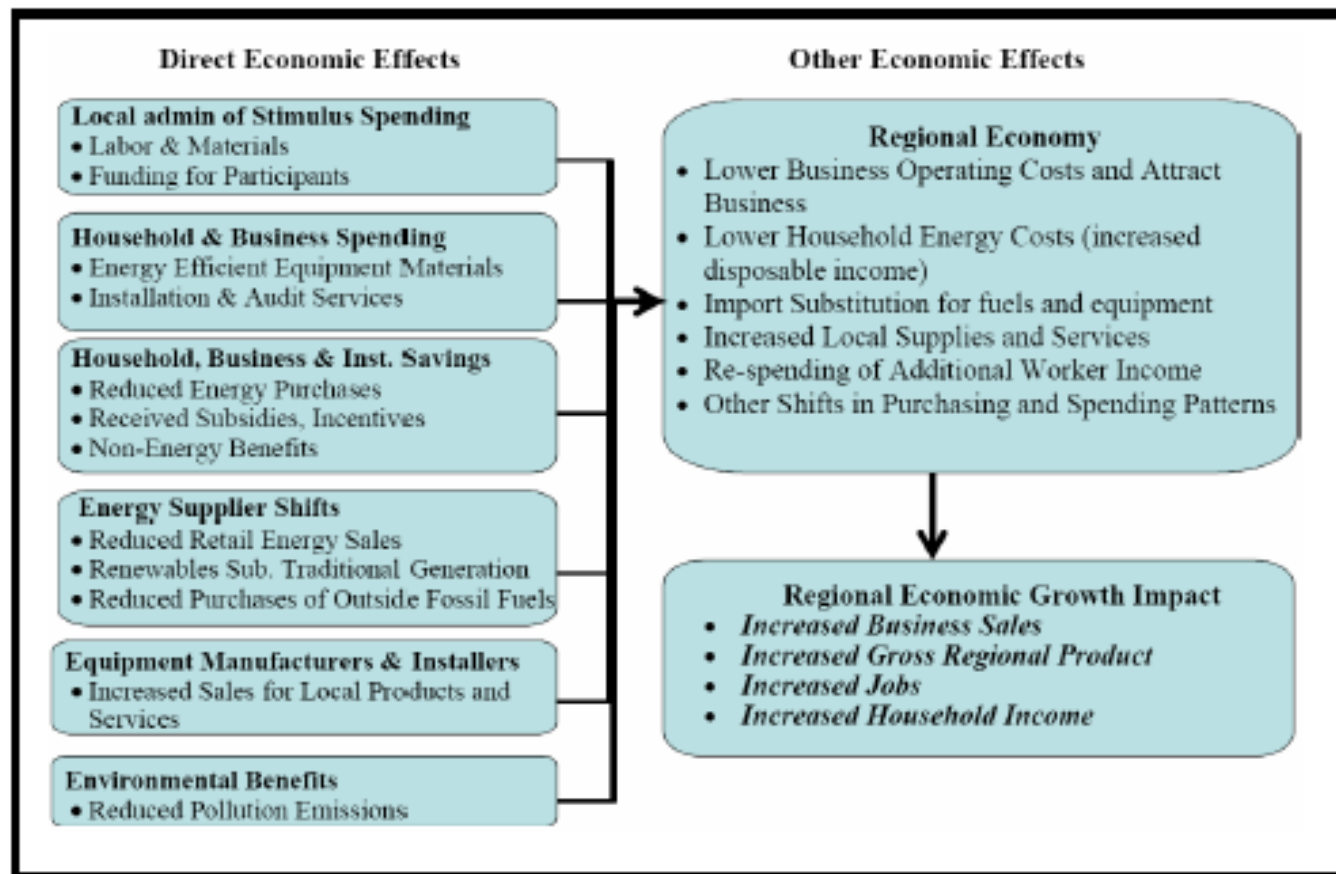 Direct Economic Effects
Local admin of Stimulus Spending
• Labor & Materials
• Funding for Participants
Household & Business Spending
• Energy Efficient Equipment Materials
• Installation & Audit Services
Household, Business & Inst. Savings
• Reduced Energy Purchases
• Received Subsidies, Incentives
• Non-Energy Benefits
Energy Supplier Shifts
• Reduced Retail Energy Sales
• Renewables Sub. Traditional Generation
• Reduced Purchases of Outside Fossil Fuels
Equipment Manufacturers & Installers
• Increased Sales for Local Products and
Services
Environmental Benefits
• Reduced Pollution Emissions
Other Economic Effects
Regional Economy
• Lower Business Operating Costs and Attract
Business
• Lower Household Energy Costs (increased
disposable income)
• Import Substitution for fuels and equipment
• Increased Local Supplies and Services
• Re-spending of Additional Worker Income
• Other Shifts in Purchasing and Spending Patterns
Regional Economic Growth Impact
• Increased Business Sales
• Increased Gross Regional Product
• Increased Jobs
• Increased Household Income